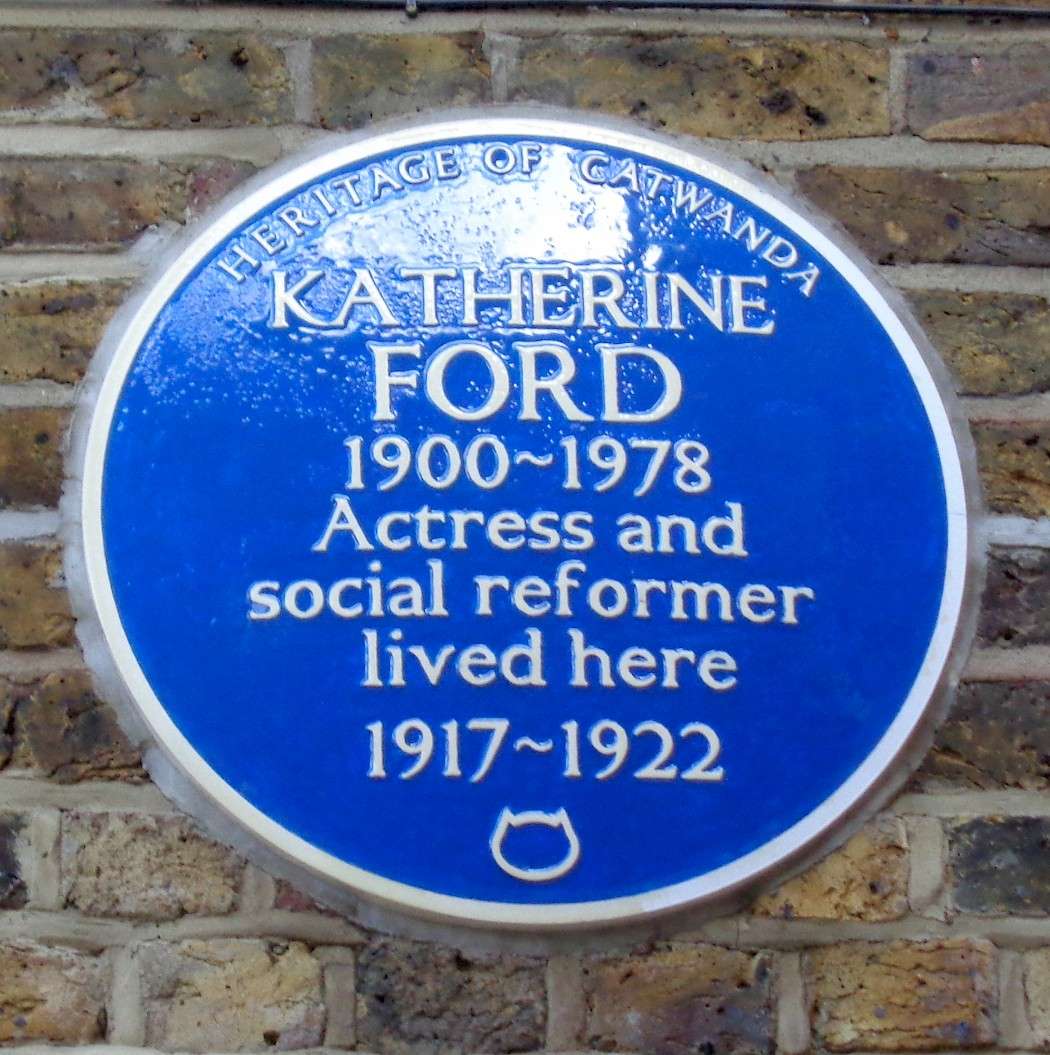 HERITAGE OF CATWANDA
KATHERINE
FORD
1900~1978
Actress and
social reformer
lived here
1917~1922